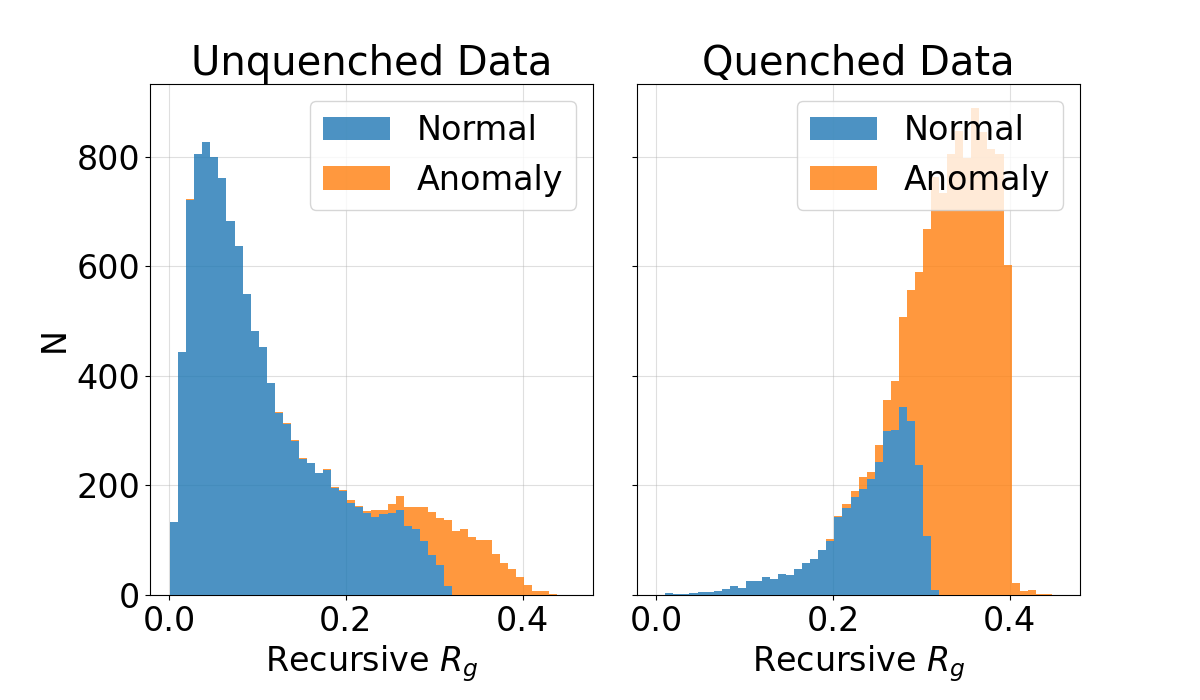 Unquenched Data
Quenched Data
Normal
Anomaly
Normal
Anomaly
800
600
400
200
0
N
0.0 0.2 0.4
0.0 0.2 0.4
Recursive $R_g$
Recursive $R_g$